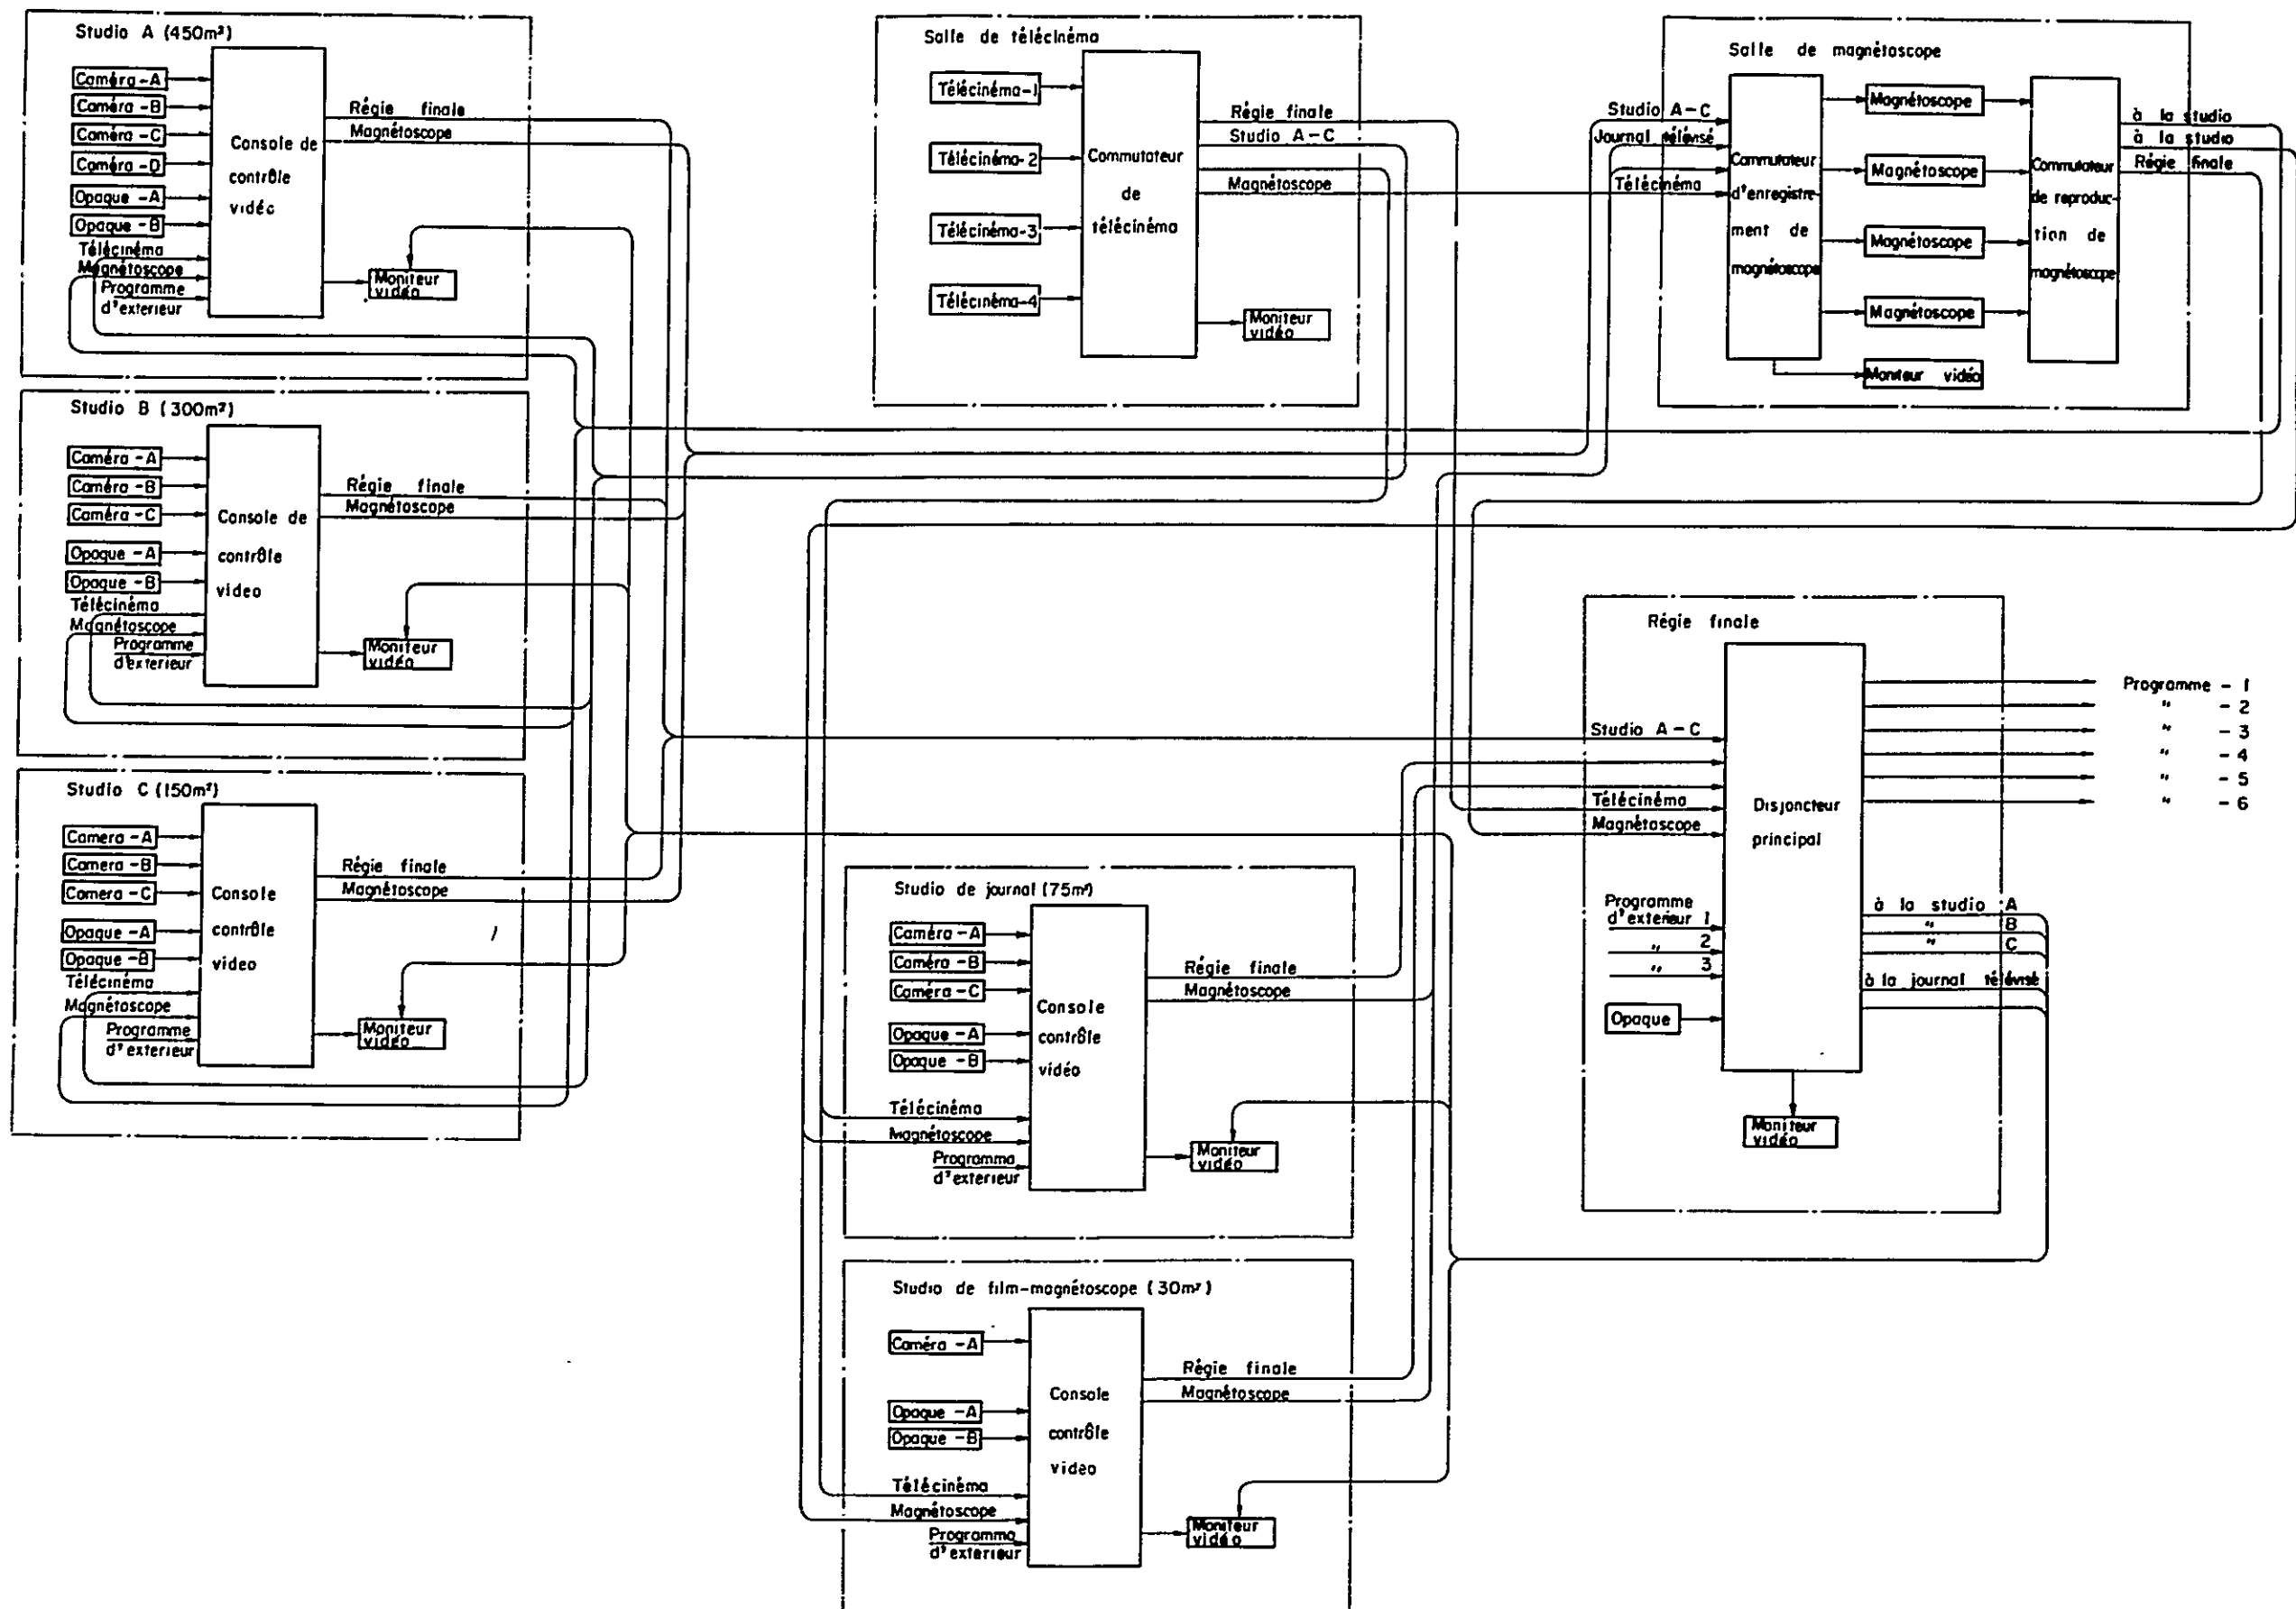 Studio A (450m²)
Caméra-A
Caméra-B
Caméra-C
Caméra-D
Opaque-A
Opaque-B
Télécinéma
Magnétoscope
Programme
d'exterieur
Console de
contrôle
vidéo
Régie finale
Magnétoscope
Moniteur
vidéo
Studio B (300m²)
Caméra-A
Caméra-B
Caméra-C
Opaque-A
Opaque-B
Télécinéma
Magnétoscope
Programme
d'exterieur
Console de
contrôle
video
Régie finale
Magnétoscope
Moniteur
vidéo
Studio C (150m²)
Camera-A
Camera-B
Camera-C
Opaque-A
Opaque-B
Télécinéma
Magnétoscope
Programme
d'exterieur
Console
contrôle
video
Régie finale
Magnétoscope
Moniteur
vidéo
Salle de télécinéma
Télécinéma-1
Télécinéma-2
Télécinéma-3
Télécinéma-4
Commutateur
de
télécinéma
Régie finale
Studio A-C
Magnétoscope
Moniteur
vidéo
Salle de magnétoscope
Studio A-C
Journal télévsé
Télécinéma
Commutateur
d'enregistre-
ment de
magnétoscope
Magnétoscope
Magnétoscope
Magnétoscope
Magnétoscope
Moniteur vidéo
Commutateur
de reproduc-
tion de
magnétoscope
à la studio
à la studio
Régie finale
Studio de journal (75m²)
Caméra-A
Caméra-B
Caméra-C
Opaque-A
Opaque-B
Télécinéma
Magnétoscope
Programma
d'exterieur
Console
contrôle
vidéo
Régie finale
Magnétoscope
Moniteur
vidéo
Studio de film-magnétoscope (30m²)
Caméra-A
Opaque-A
Opaque-B
Télécinéma
Magnétoscope
Programma
d'exterieur
Console
contrôle
video
Régie finale
Magnétoscope
Moniteur
vidéo
Régie finale
Studio A-C
Télécinéma
Magnétoscope
Programme
d'exterieur 1
" 2
" 3
Opaque
Disjoncteur
principal
Moniteur
vidéo
à la studio A
" B
" C
à la journal télévisé
Programme - 1
" - 2
" - 3
" - 4
" - 5
" - 6